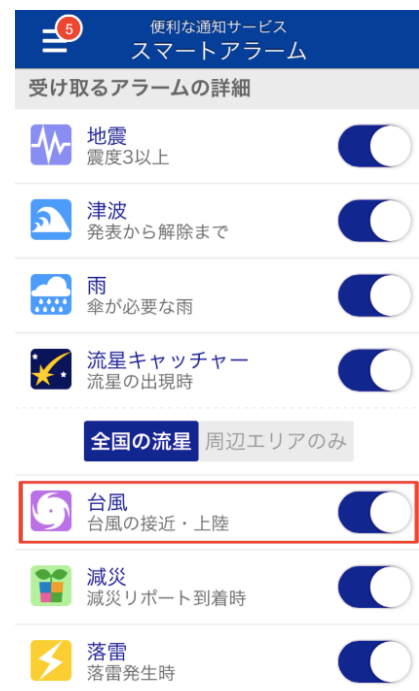 5
便利な通知サービス
スマートアラーム
受け取るアラームの詳細
地震
震度3以上
津波
発表から解除まで
雨
傘が必要な雨
流星キャッチャー
流星の出現時
全国の流星 周辺エリアのみ
台風
台風の接近・上陸
減災
減災リポート到着時
落雷
落雷発生時